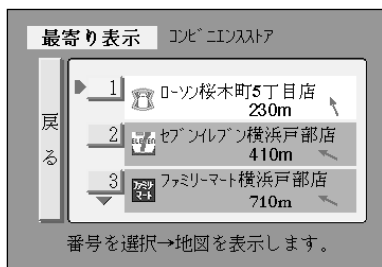 最寄り表示 コンビニエンスストア
戻る
1 ローソン桜木町5丁目店
230m
2 セブンイレブン横浜戸部店
410m
3 ファミリーマート横浜戸部店
710m
番号を選択→地図を表示します。